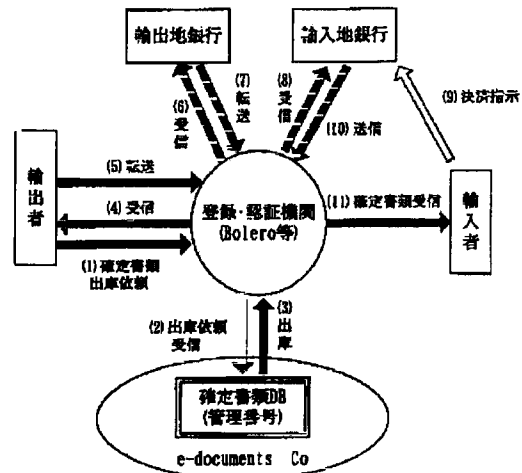 輸出地銀行
輸入地銀行
(6)受信
(7)転送
(8)受信
(10)送信
(9)決済指示
輸出者
(5)転送
(4)受信
(1)確定書類
出庫依頼
登録・認証機関
(Bolero等)
(11)確定書類受信
輸入者
(2)出庫依頼
受信
(3)出庫
確定書類DB
(管理番号)
e-documents Co